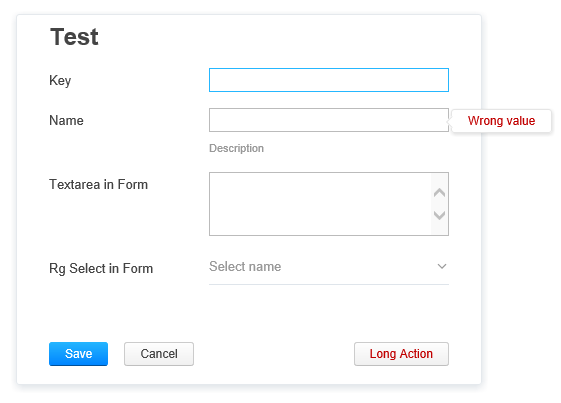 Test
Key
Name
Wrong value
Description
Textarea in Form
Rg Select in Form
Select name
Save
Cancel
Long Action